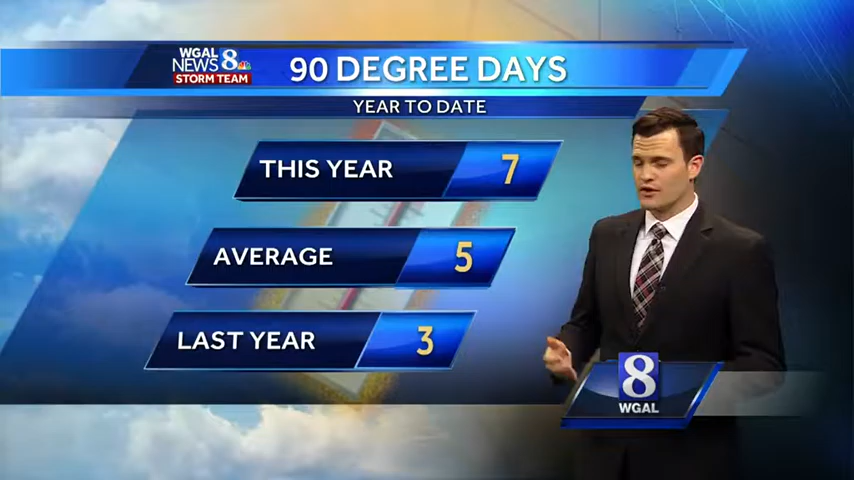 WGAL
NEWS 8
STORM TEAM
90 DEGREE DAYS
YEAR TO DATE
THIS YEAR 7
AVERAGE 5
LAST YEAR 3
8
WGAL